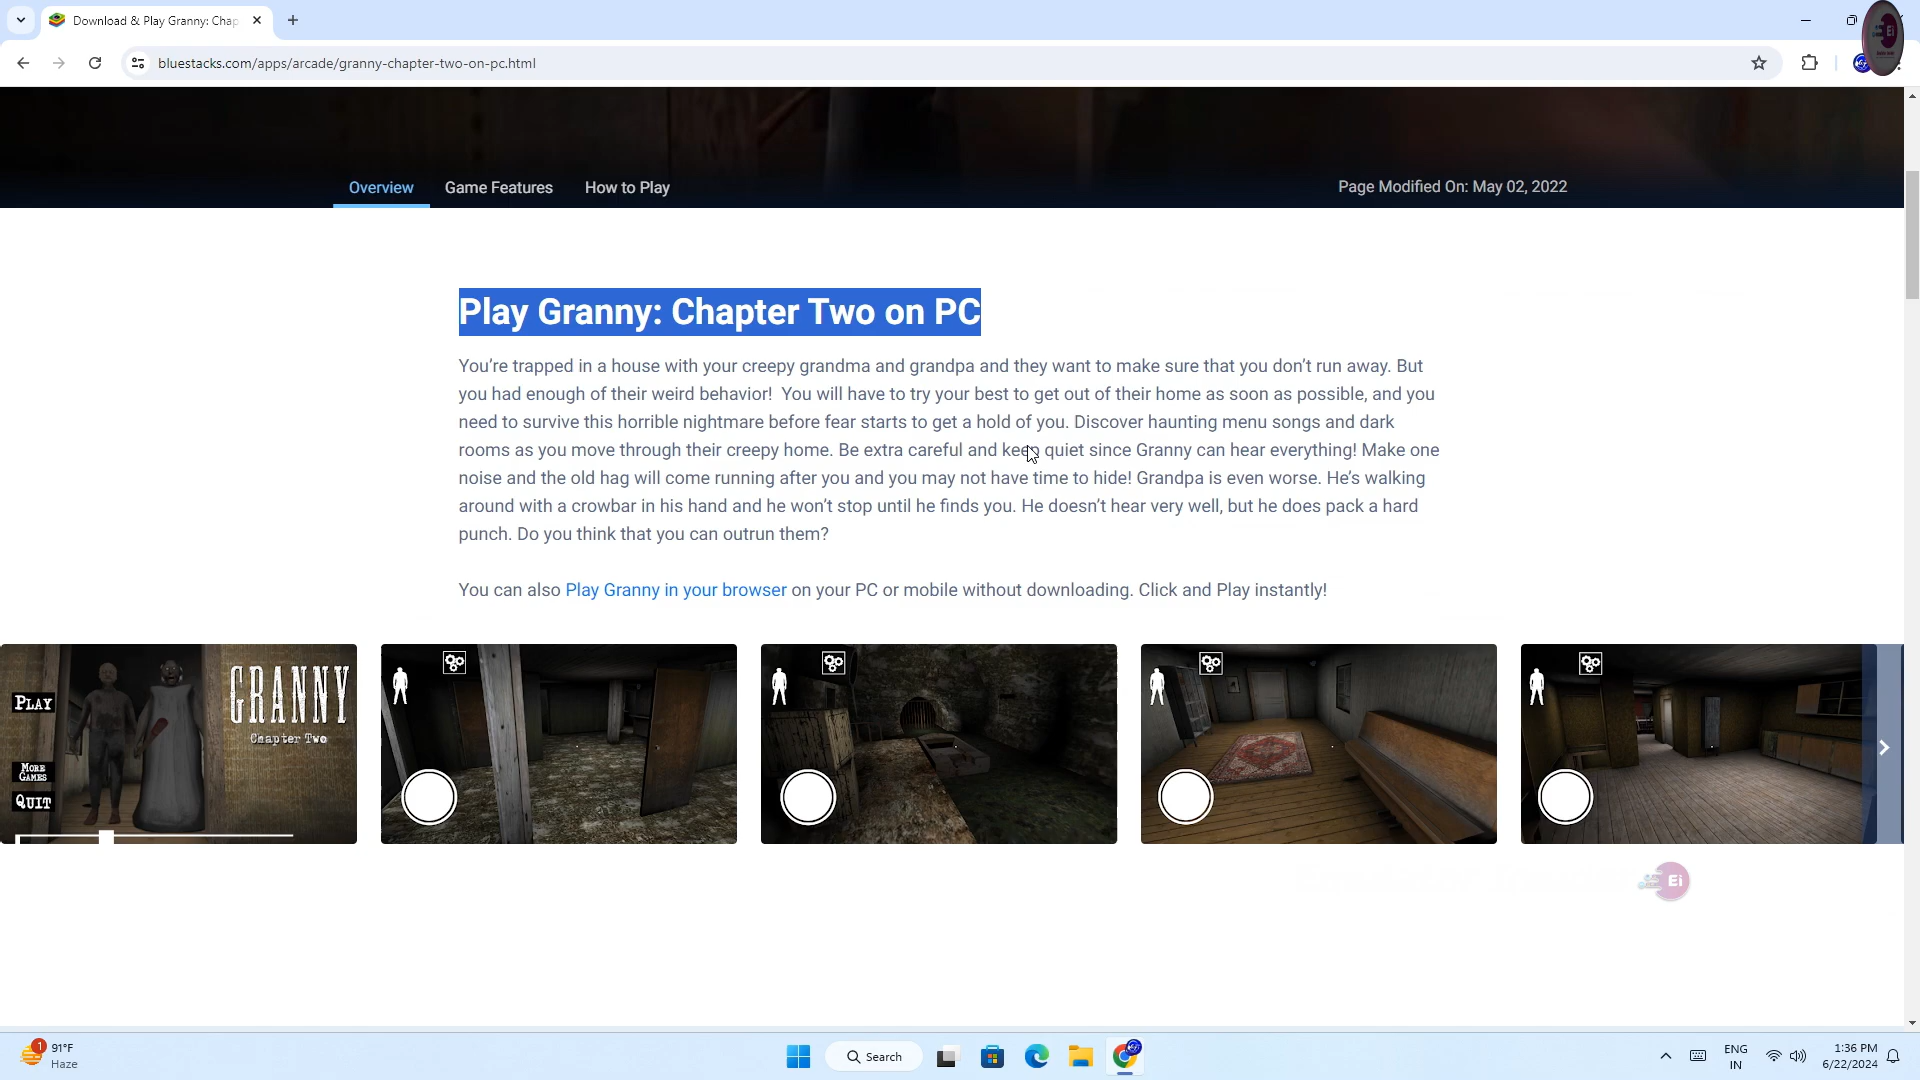 Download & Play Granny: Chap
bluestacks.com/apps/arcade/granny-chapter-two-on-pc.html
Overview
Game Features
How to Play
Page Modified On: May 02, 2022
Play Granny: Chapter Two on PC
You’re trapped in a house with your creepy grandma and grandpa and they want to make sure that you don’t run away. But
you had enough of their weird behavior!  You will have to try your best to get out of their home as soon as possible, and you
need to survive this horrible nightmare before fear starts to get a hold of you. Discover haunting menu songs and dark
rooms as you move through their creepy home. Be extra careful and keep quiet since Granny can hear everything! Make one
noise and the old hag will come running after you and you may not have time to hide! Grandpa is even worse. He’s walking
around with a crowbar in his hand and he won’t stop until he finds you. He doesn’t hear very well, but he does pack a hard
punch. Do you think that you can outrun them?
You can also Play Granny in your browser on your PC or mobile without downloading. Click and Play instantly!
GRANNY
Chapter Two
PLAY
MORE
GAMES
QUIT
Ei
Ei
1
91°F
Haze
Search
ENG
IN
1:36 PM
6/22/2024